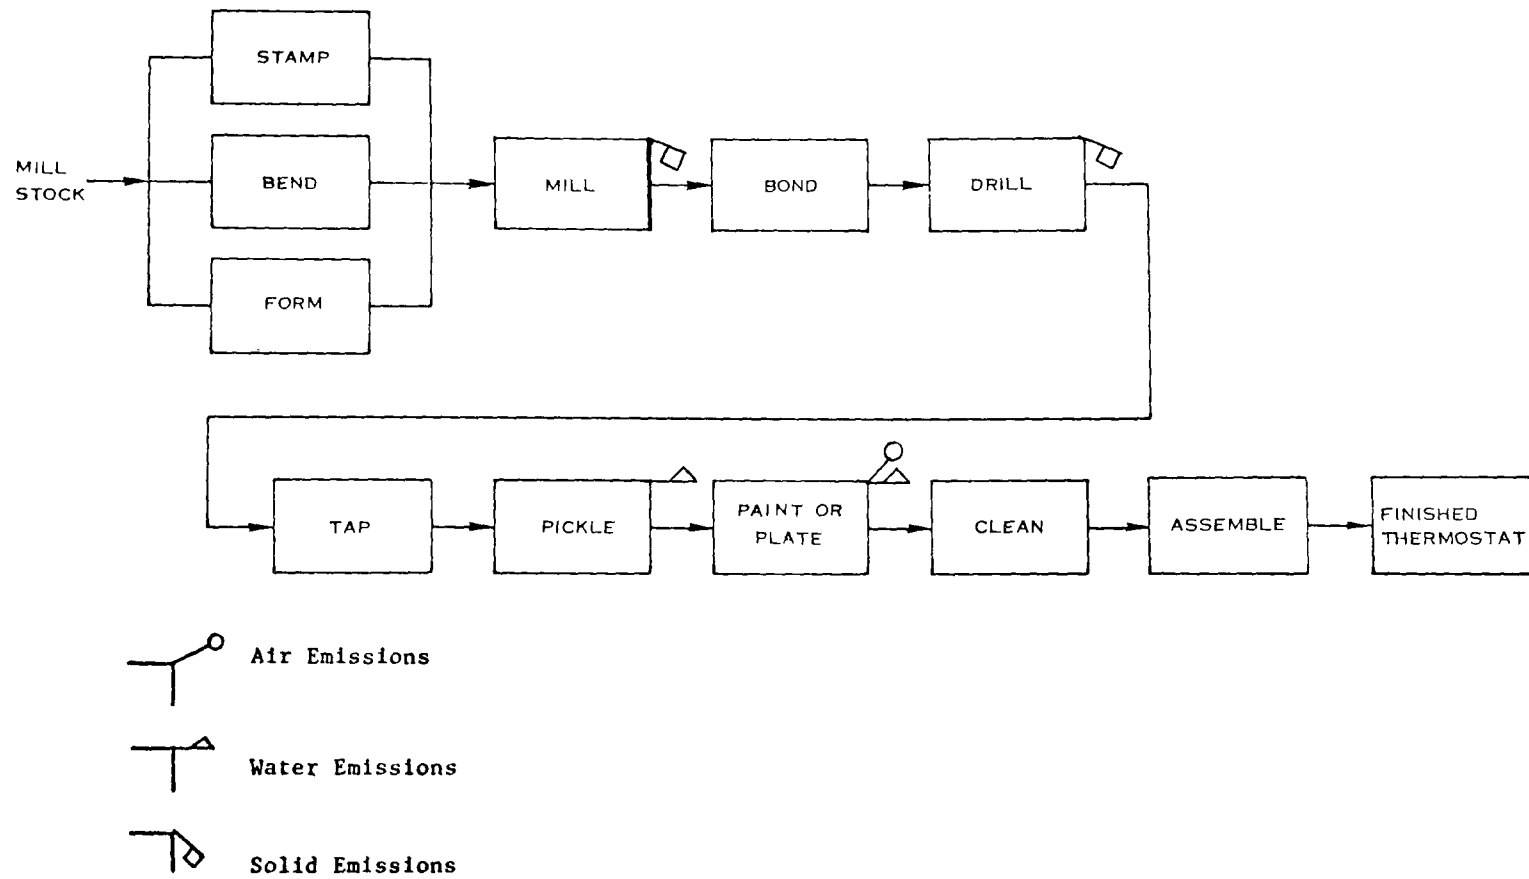 STAMP
MILL
STOCK
BEND
FORM
MILL
BOND
DRILL
TAP
PICKLE
PAINT OR
PLATE
CLEAN
ASSEMBLE
FINISHED
THERMOSTAT
Air Emissions
Water Emissions
Solid Emissions